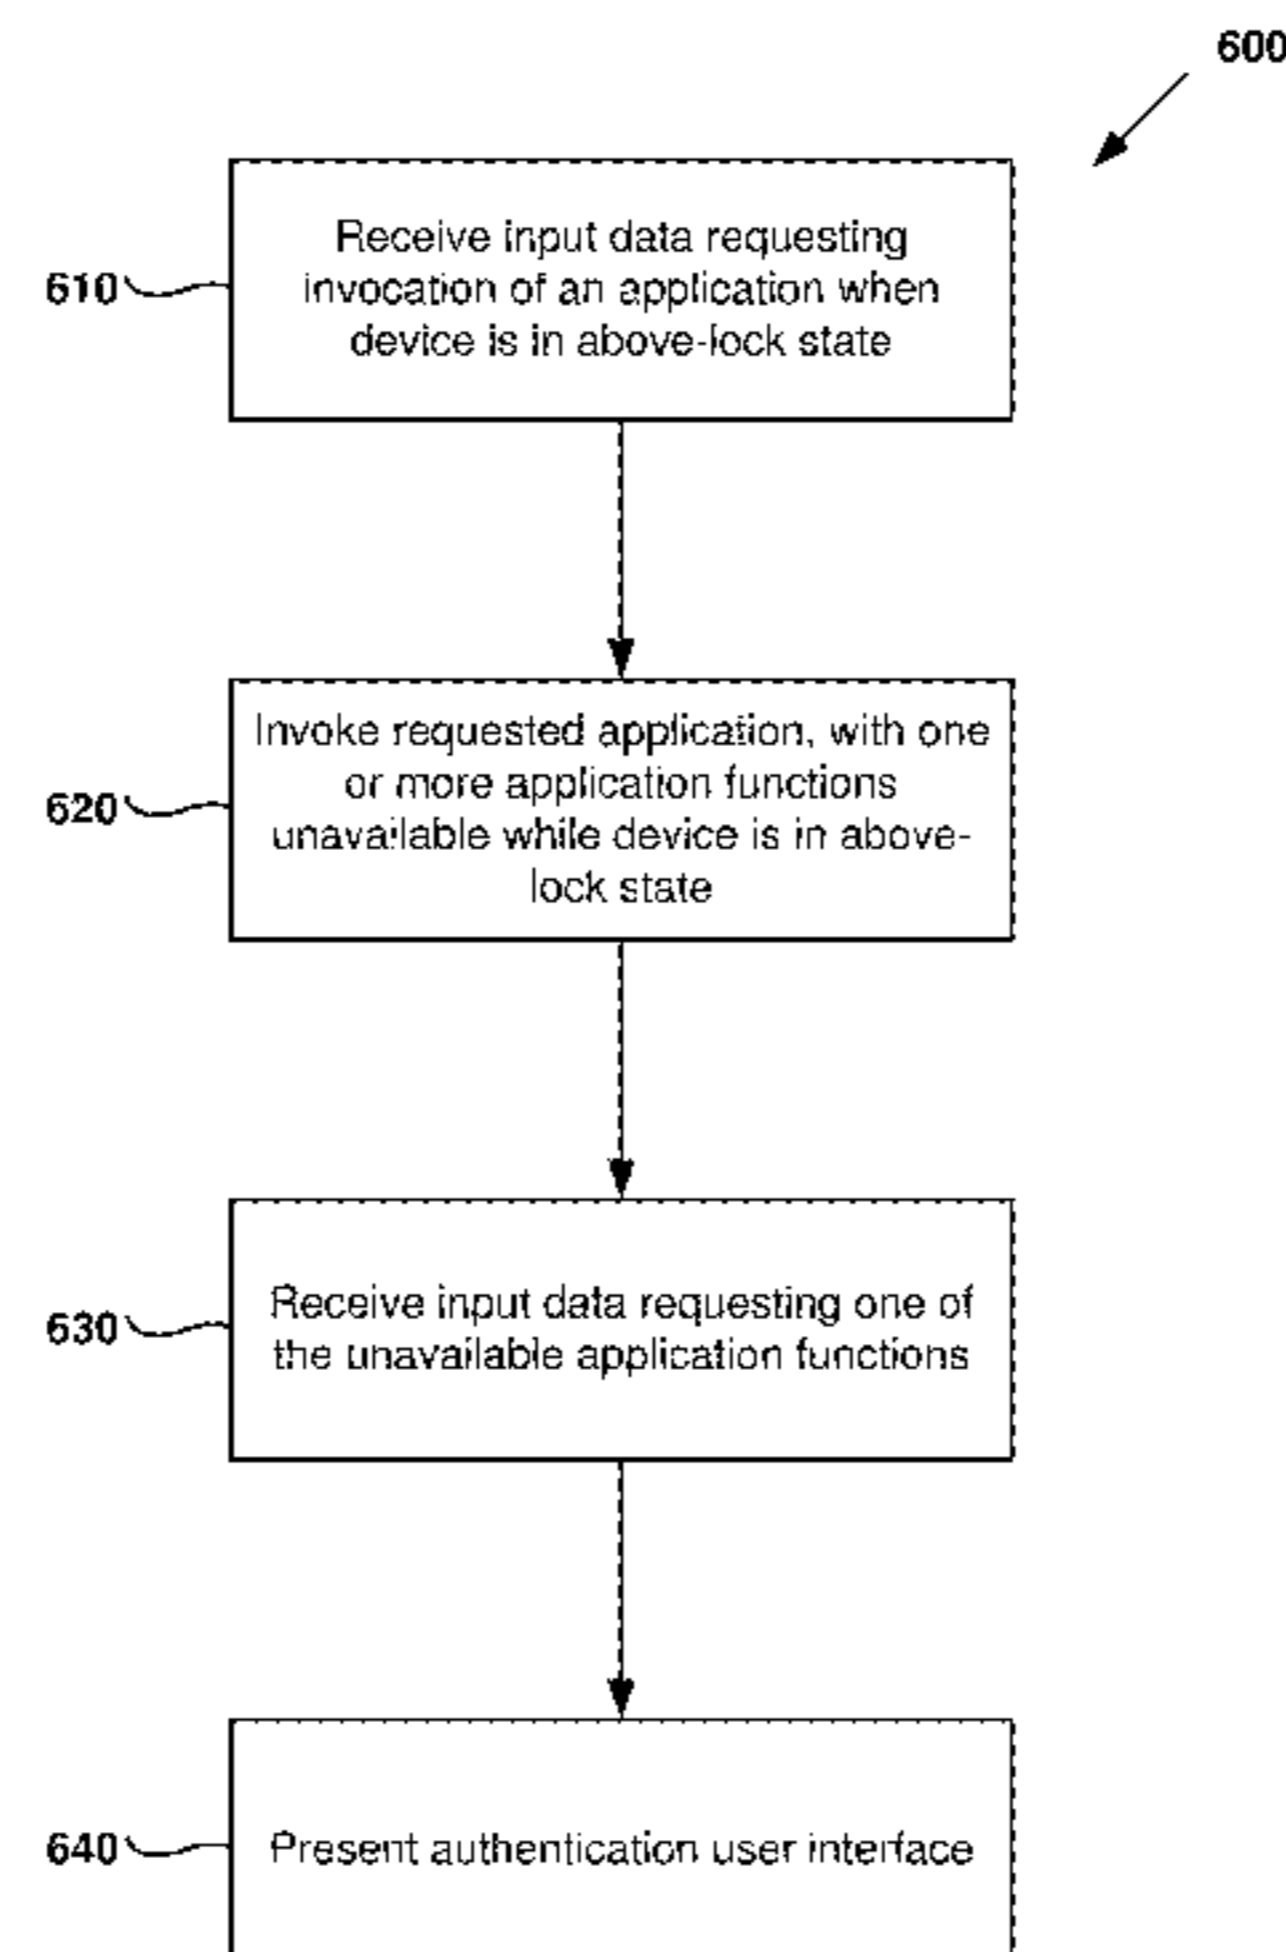 600
Receive input data requesting
invocation of an application when
device is in above-lock state
610
Invoke requested application, with one
or more application functions
unavailable while device is in above-
lock state
620
Receive input data requesting one of
the unavailable application functions
630
Present authentication user interface
640